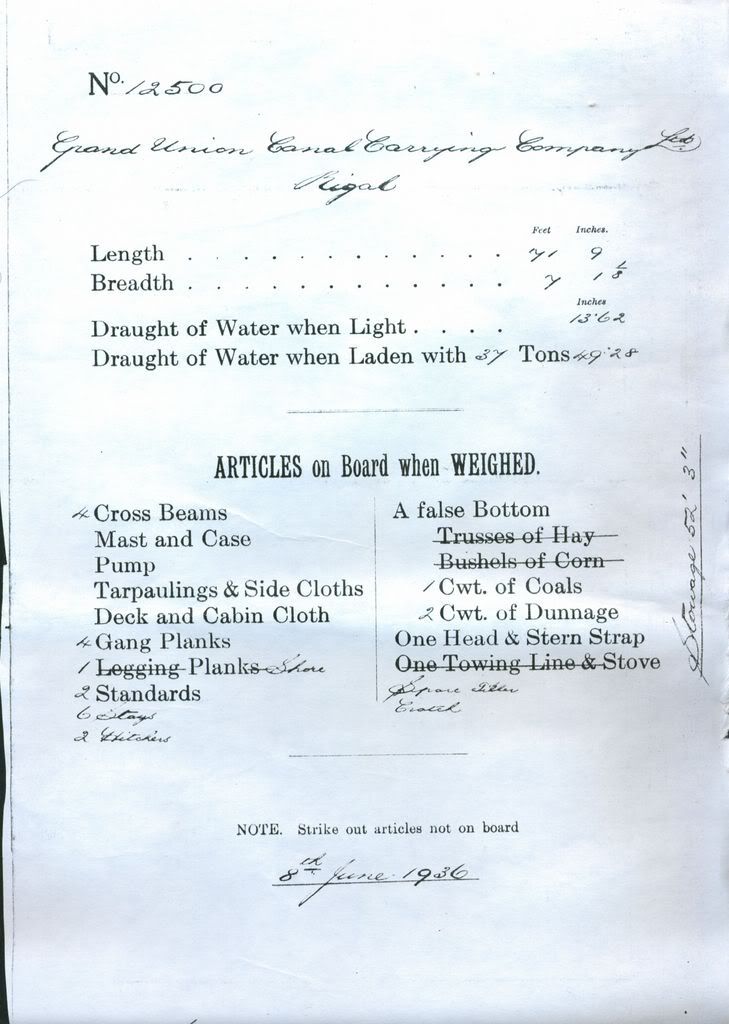 No. 12500
Grand Union Canal Carrying Company Ltd
Rigal
Feet Inches.
Length . . . . . . . . . . . . 71 9
Breadth . . . . . . . . . . . . 7 1 1/8
Inches
Draught of Water when Light . . . . 13.62
Draught of Water when Laden with 37 Tons 49.28
ARTICLES on Board when WEIGHED.
4 Cross Beams
Mast and Case
Pump
Tarpaulings & Side Cloths
Deck and Cabin Cloth
4 Gang Planks
1 Legging Planks Shore
2 Standards
6 Stays
2 Hitchers
A false Bottom
Trusses of Hay
Bushels of Corn
1 Cwt. of Coals
2 Cwt. of Dunnage
One Head & Stern Strap
One Towing Line & Stove
Cratch
Stowage 52' 3"
NOTE. Strike out articles not on board
8th June 1936